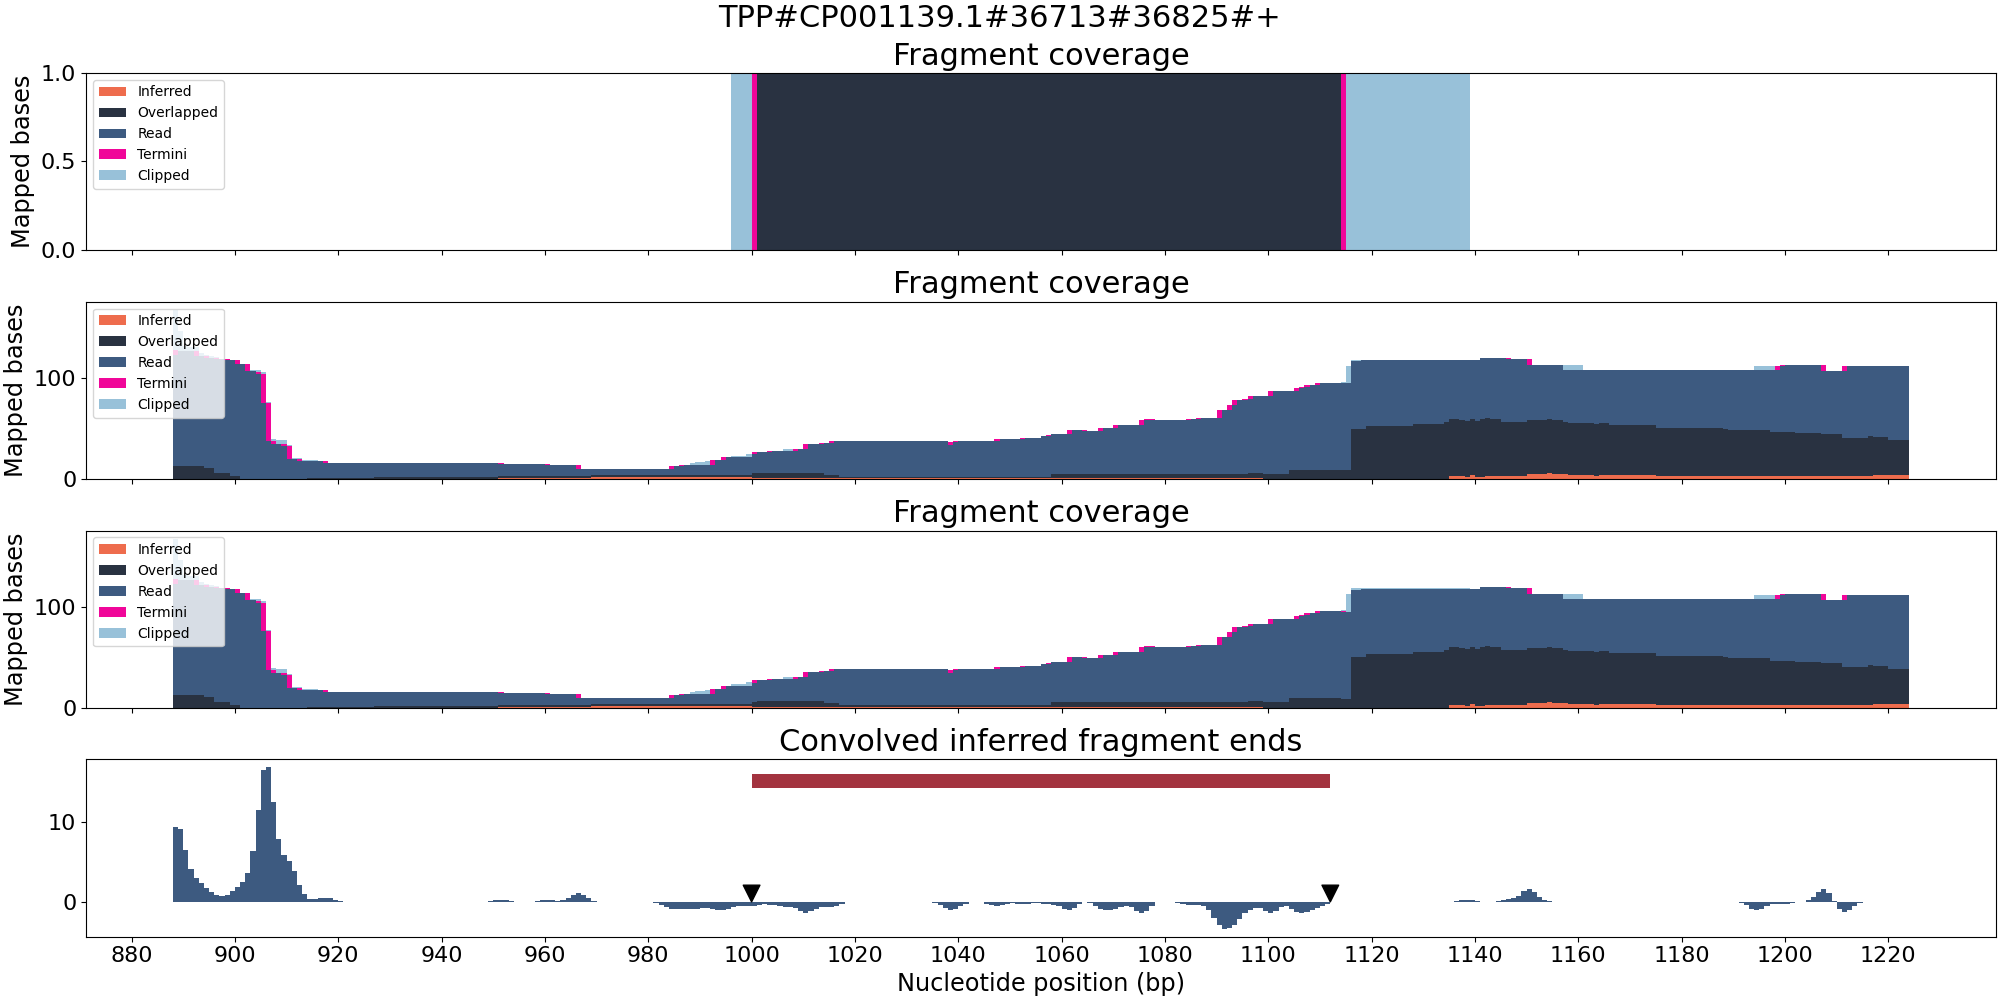 TPP#CP001139.1#36713#36825#+
Fragment coverage
Mapped bases
1.0
0.5
0.0
Inferred
Overlapped
Read
Termini
Clipped
Fragment coverage
Mapped bases
100
0
Inferred
Overlapped
Read
Termini
Clipped
Fragment coverage
Mapped bases
100
0
Inferred
Overlapped
Read
Termini
Clipped
Convolved inferred fragment ends
10
0
880 900 920 940 960 980 1000 1020 1040 1060 1080 1100 1120 1140 1160 1180 1200 1220
Nucleotide position (bp)